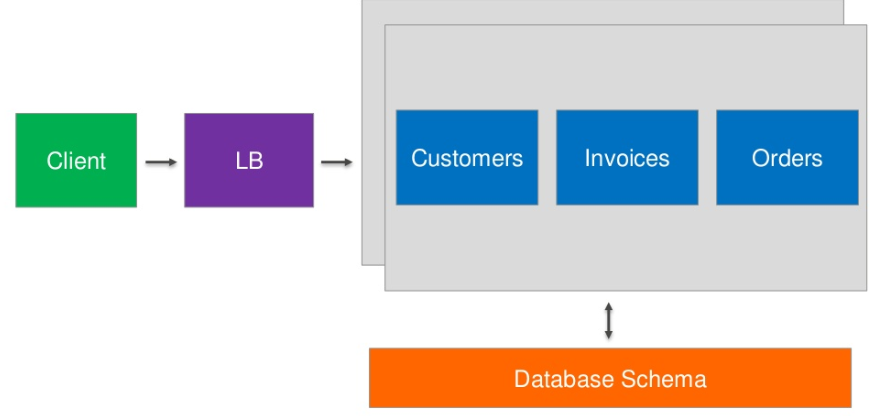 Client
LB
Customers
Invoices
Orders
Database Schema